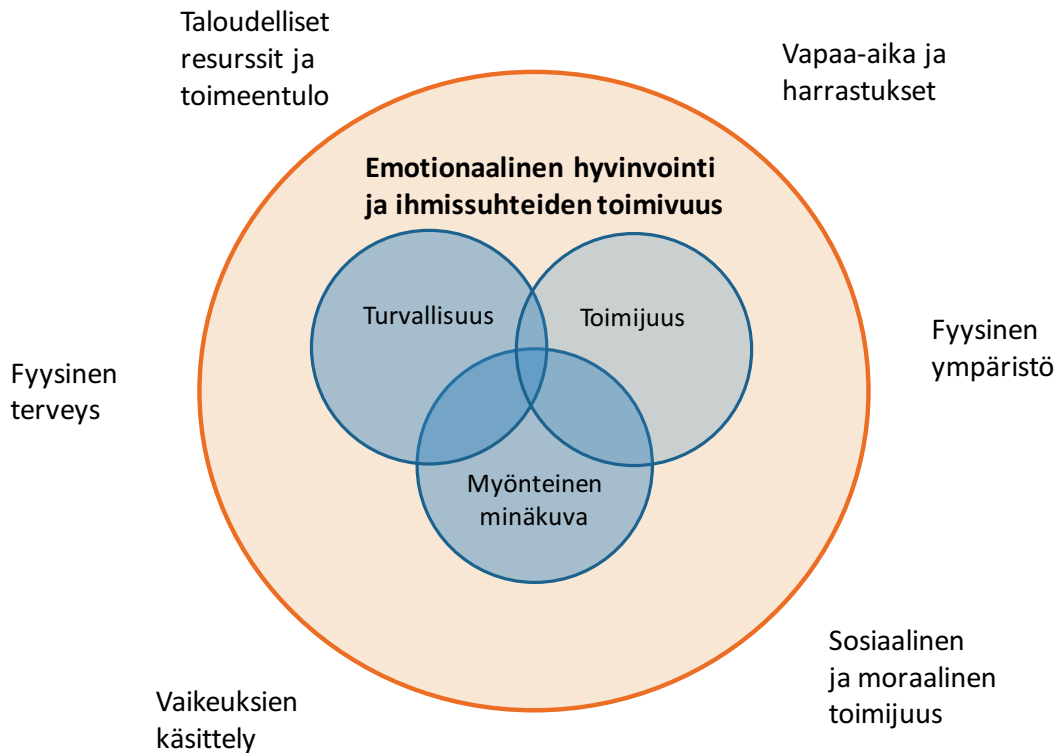 Taloudelliset
resurssit ja
toimeentulo
Vapaa-aika ja
harrastukset
Emotionaalinen hyvinvointi
ja ihmissuhteiden toimivuus
Turvallisuus
Toimijuus
Fyysinen
ympäristö
Fyysinen
terveys
Myönteinen
minäkuva
Sosiaalinen
ja moraalinen
toimijuus
Vaikeuksien
käsittely